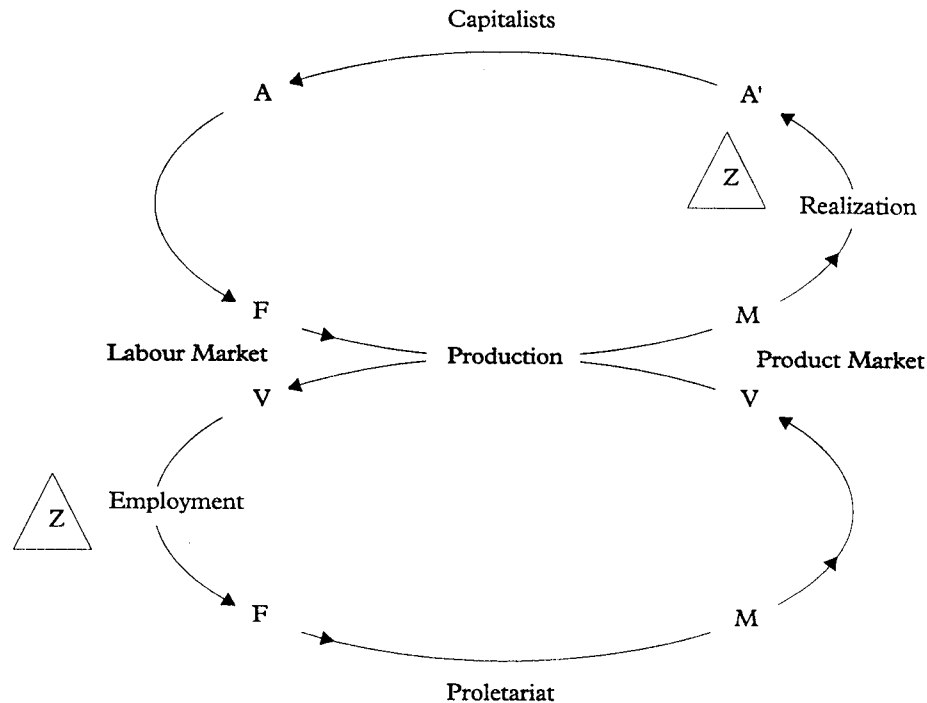 Capitalists
A
A'
Z
Realization
F
M
Labour Market
Production
Product Market
V
V
Z
Employment
F
M
Proletariat